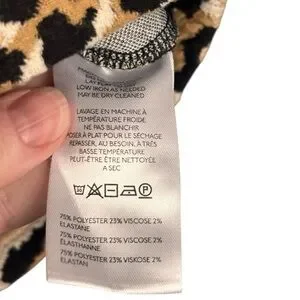 LAY FLAT TO DRY
LOW IRON AS NEEDED
MAY BE DRY CLEANED
LAVAGE EN MACHINE À
TEMPÉRATURE FROIDE
NE PAS BLANCHIR
POSER À PLAT POUR LE SÉCHAGE
REPASSER, AU BESOIN, À TRÈS
BASSE TEMPÉRATURE
PEUT-ÊTRE ÊTRE NETTOYÉE
A SEC
P
75% POLYESTER 23% VISCOSE 2%
ELASTANE
75% POLYESTER 23% VISCOSE 2%
ÉLASTHANNE
75% POLYESTER 23% VISKOSE 2%
ELASTAN